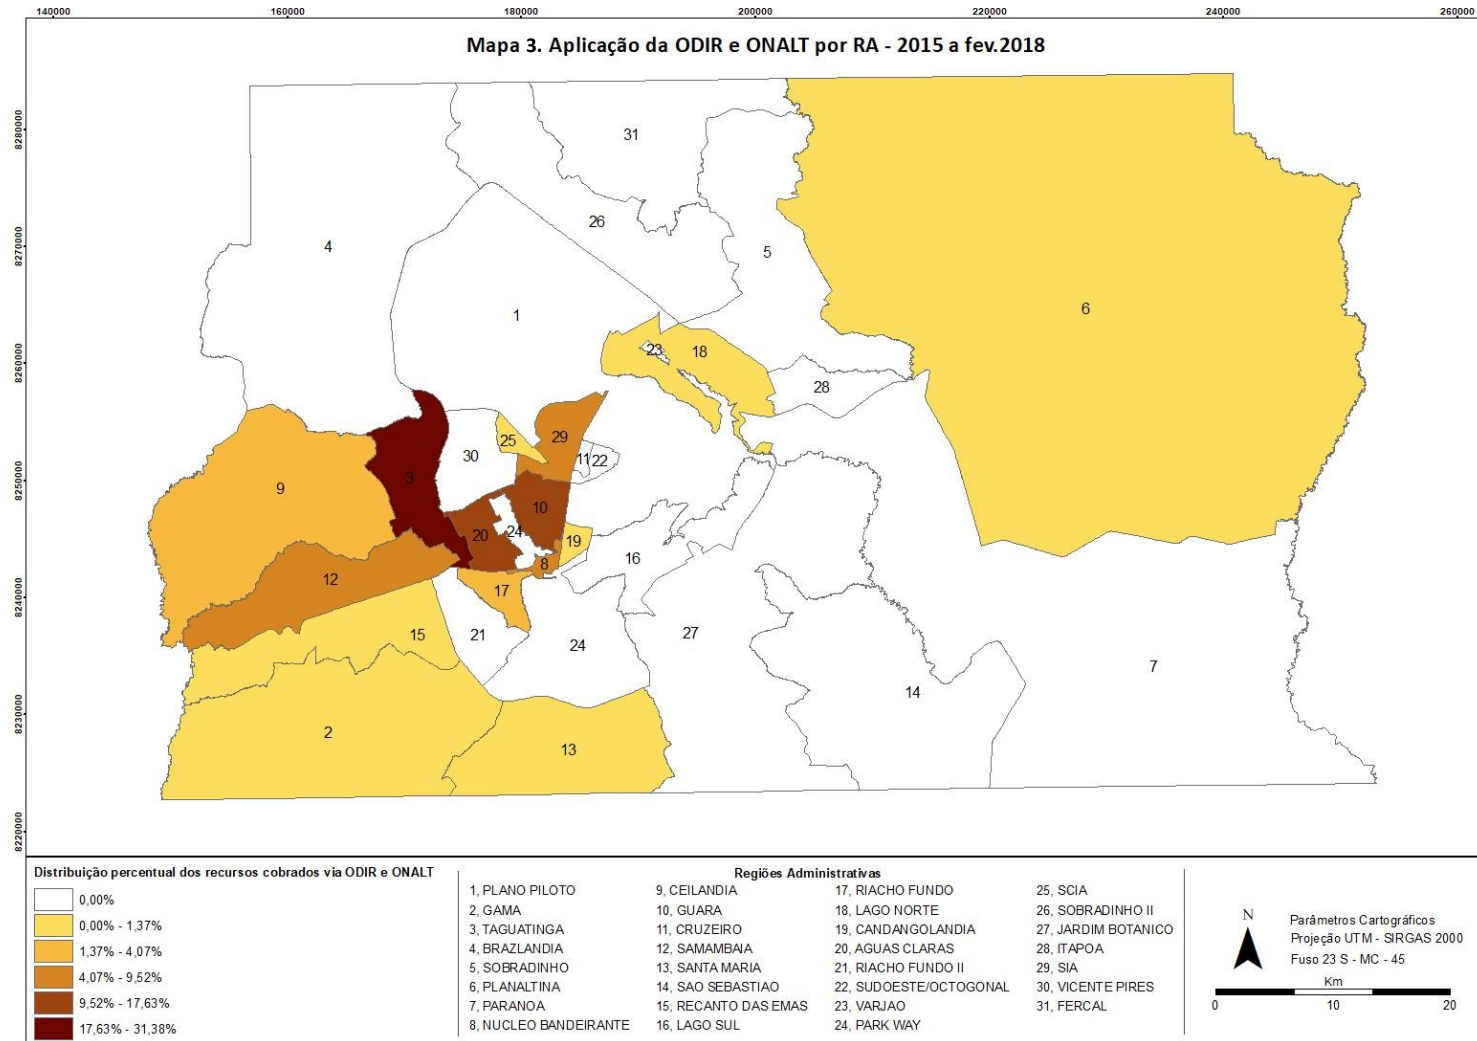 140000 160000 180000 200000 220000 240000 260000
Mapa 3. Aplicação da ODIR e ONALT por RA - 2015 a fev.2018
8280000
8270000
8260000
8250000
8240000
8230000
8220000
31
26
4
5
1
6
23
18
28
29
25
11
22
30
3
9
10
20
24
19
8
16
12
17
15
21
24
27
7
14
2
13
Distribuição percentual dos recursos cobrados via ODIR e ONALT
0,00%
0,00% - 1,37%
1,37% - 4,07%
4,07% - 9,52%
9,52% - 17,63%
17,63% - 31,38%
Regiões Administrativas
1, PLANO PILOTO
2, GAMA
3, TAGUATINGA
4, BRAZLANDIA
5, SOBRADINHO
6, PLANALTINA
7, PARANOA
8, NUCLEO BANDEIRANTE
9, CEILANDIA
10, GUARA
11, CRUZEIRO
12, SAMAMBAIA
13, SANTA MARIA
14, SAO SEBASTIAO
15, RECANTO DAS EMAS
16, LAGO SUL
17, RIACHO FUNDO
18, LAGO NORTE
19, CANDANGOLANDIA
20, AGUAS CLARAS
21, RIACHO FUNDO II
22, SUDOESTE/OCTOGONAL
23, VARJAO
24, PARK WAY
25, SCIA
26, SOBRADINHO II
27, JARDIM BOTANICO
28, ITAPOA
29, SIA
30, VICENTE PIRES
31, FERCAL
N
Parâmetros Cartográficos
Projeção UTM - SIRGAS 2000
Fuso 23 S - MC - 45
Km
0 10 20